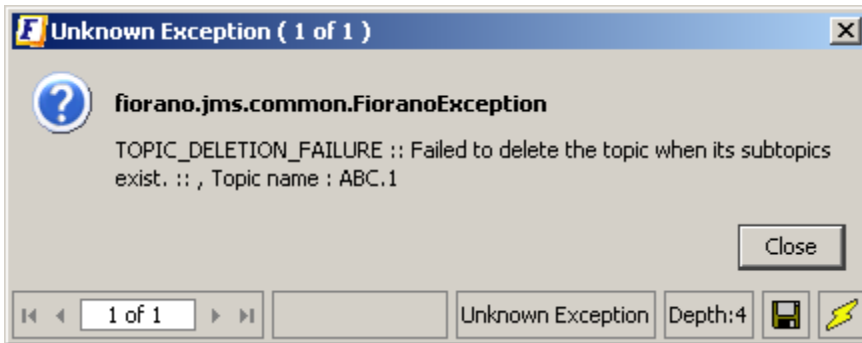 F Unknown Exception ( 1 of 1 )
fiorano.jms.common.FioranoException
TOPIC_DELETION_FAILURE :: Failed to delete the topic when its subtopics
exist. :: , Topic name : ABC.1
Close
1 of 1 Unknown Exception Depth:4